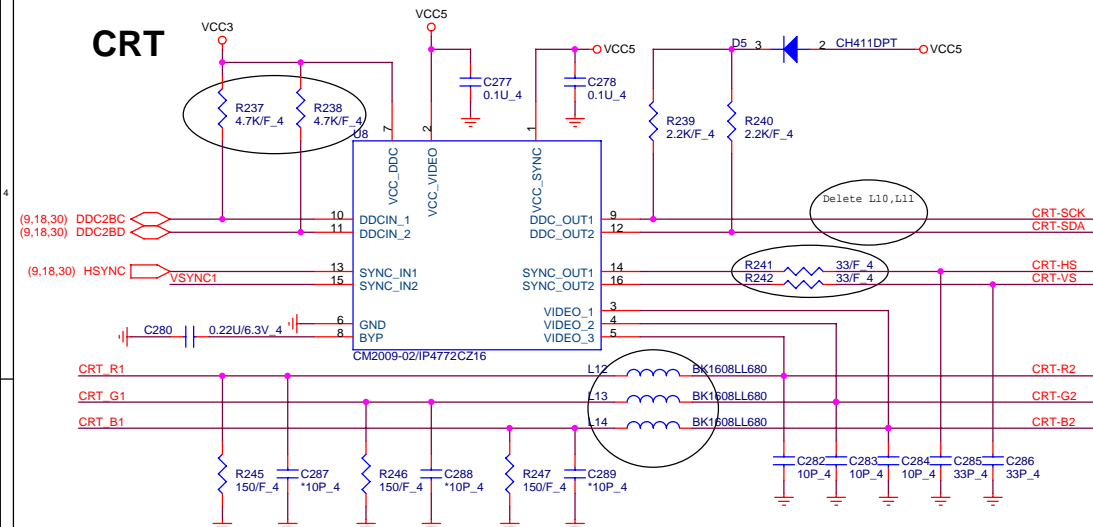 CRT
VCC3
VCC5
VCC5
D5 3 2 CH411DPT
VCC5
C277
0.1U_4
C278
0.1U_4
R237
4.7K/F_4
R238
4.7K/F_4
R239
2.2K/F_4
R240
2.2K/F_4
U8
7
2
1
VCC_DDC
VCC_VIDEO
VCC_SYNC
4
Delete L10,L11
(9,18,30) DDC2BC 10 DDCIN_1 DDC_OUT1 9 CRT-SCK
(9,18,30) DDC2BD 11 DDCIN_2 DDC_OUT2 12 CRT-SDA
(9,18,30) HSYNC 13 SYNC_IN1 SYNC_OUT1 14 R241 33/F_4 CRT-HS
VSYNC1 15 SYNC_IN2 SYNC_OUT2 16 R242 33/F_4 CRT-VS
VIDEO_1 3
6 GND VIDEO_2 4
C280 0.22U/6.3V_4 8 BYP VIDEO_3 5
CM2009-02/IP4772CZ16
CRT_R1 L12 BK1608LL680 CRT-R2
CRT_G1 L13 BK1608LL680 CRT-G2
CRT_B1 L14 BK1608LL680 CRT-B2
R245
150/F_4
C287
*10P_4
R246
150/F_4
C288
*10P_4
R247
150/F_4
C289
*10P_4
C282
10P_4
C283
10P_4
C284
10P_4
C285
33P_4
C286
33P_4